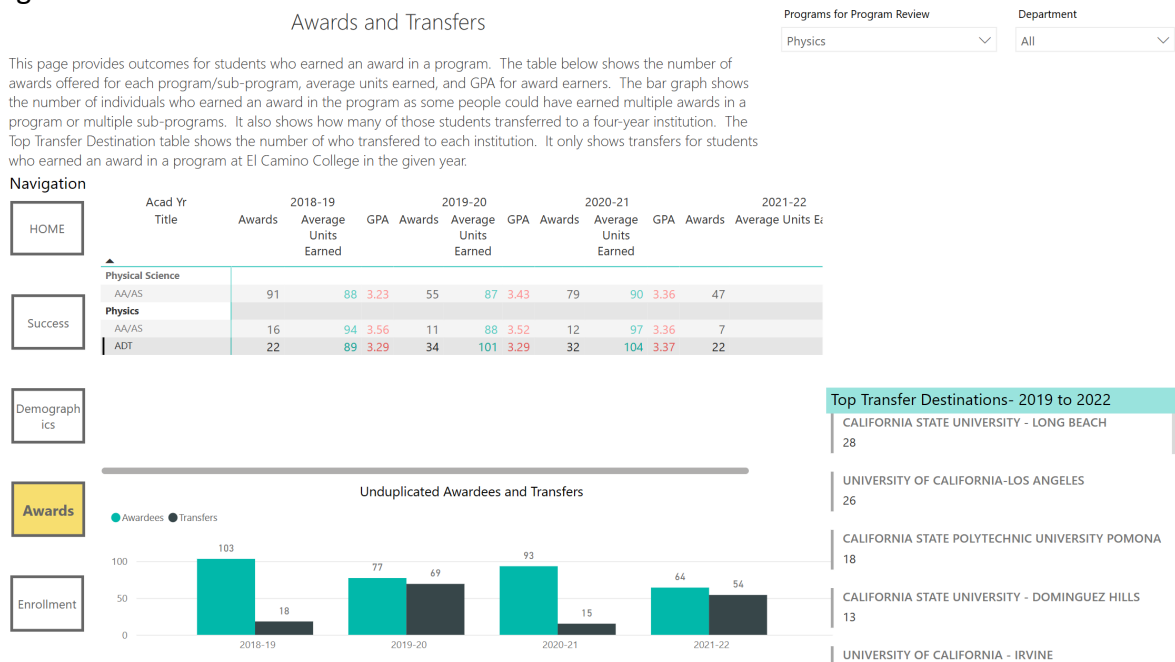 Awards and Transfers
Programs for Program Review
Physics
Department
All
This page provides outcomes for students who earned an award in a program. The table below shows the number of
awards offered for each program/sub-program, average units earned, and GPA for award earners. The bar graph shows
the number of individuals who earned an award in the program as some people could have earned multiple awards in a
program or multiple sub-programs. It also shows how many of those students transferred to a four-year institution. The
Top Transfer Destination table shows the number of who transfered to each institution. It only shows transfers for students
who earned an award in a program at El Camino College in the given year.
Navigation
HOME
Success
Demograph
ics
Awards
Enrollment
Acad Yr 2018-19 2019-20 2020-21 2021-22
Title Awards Average GPA Awards Average GPA Awards Average GPA Awards Average Units Ea
Units Units Units
Earned Earned Earned
Physical Science
AA/AS 91 88 3.23 55 87 3.43 79 90 3.36 47
Physics
AA/AS 16 94 3.56 11 88 3.52 12 97 3.36 7
ADT 22 89 3.29 34 101 3.29 32 104 3.37 22
Unduplicated Awardees and Transfers
Awardees Transfers
100
50
0
103
18
77
69
93
15
64
54
2018-19 2019-20 2020-21 2021-22
Top Transfer Destinations- 2019 to 2022
CALIFORNIA STATE UNIVERSITY - LONG BEACH
28
UNIVERSITY OF CALIFORNIA-LOS ANGELES
26
CALIFORNIA STATE POLYTECHNIC UNIVERSITY POMONA
18
CALIFORNIA STATE UNIVERSITY - DOMINGUEZ HILLS
13
UNIVERSITY OF CALIFORNIA - IRVINE